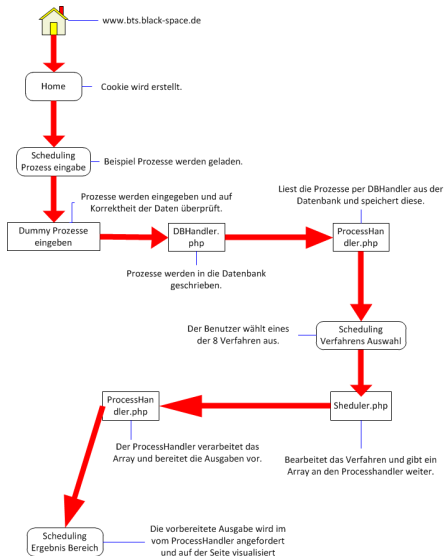 www.bts.black-space.de
Home
Cookie wird erstellt.
Scheduling
Prozess eingabe
Beispiel Prozesse werden geladen.
Prozesse werden eingegeben und auf
Korrektheit der Daten überprüft.
Liest die Prozesse per DBHandler aus der
Datenbank und speichert diese.
Dummy Prozesse
eingeben
DBHandler.
php
ProcessHan
dler.php
Prozesse werden in die Datenbank
geschrieben.
Der Benutzer wählt eines
der 8 Verfahren aus.
Scheduling
Verfahrens Auswahl
ProcessHan
dler.php
Sheduler.php
Der ProcessHandler verarbeitet das
Array und bereitet die Ausgaben vor.
Bearbeitet das Verfahren und gibt ein
Array an den Processhandler weiter.
Scheduling
Ergebnis Bereich
Die vorbereitete Ausgabe wird im
vom ProcessHandler angefordert
und auf der Seite visualisiert